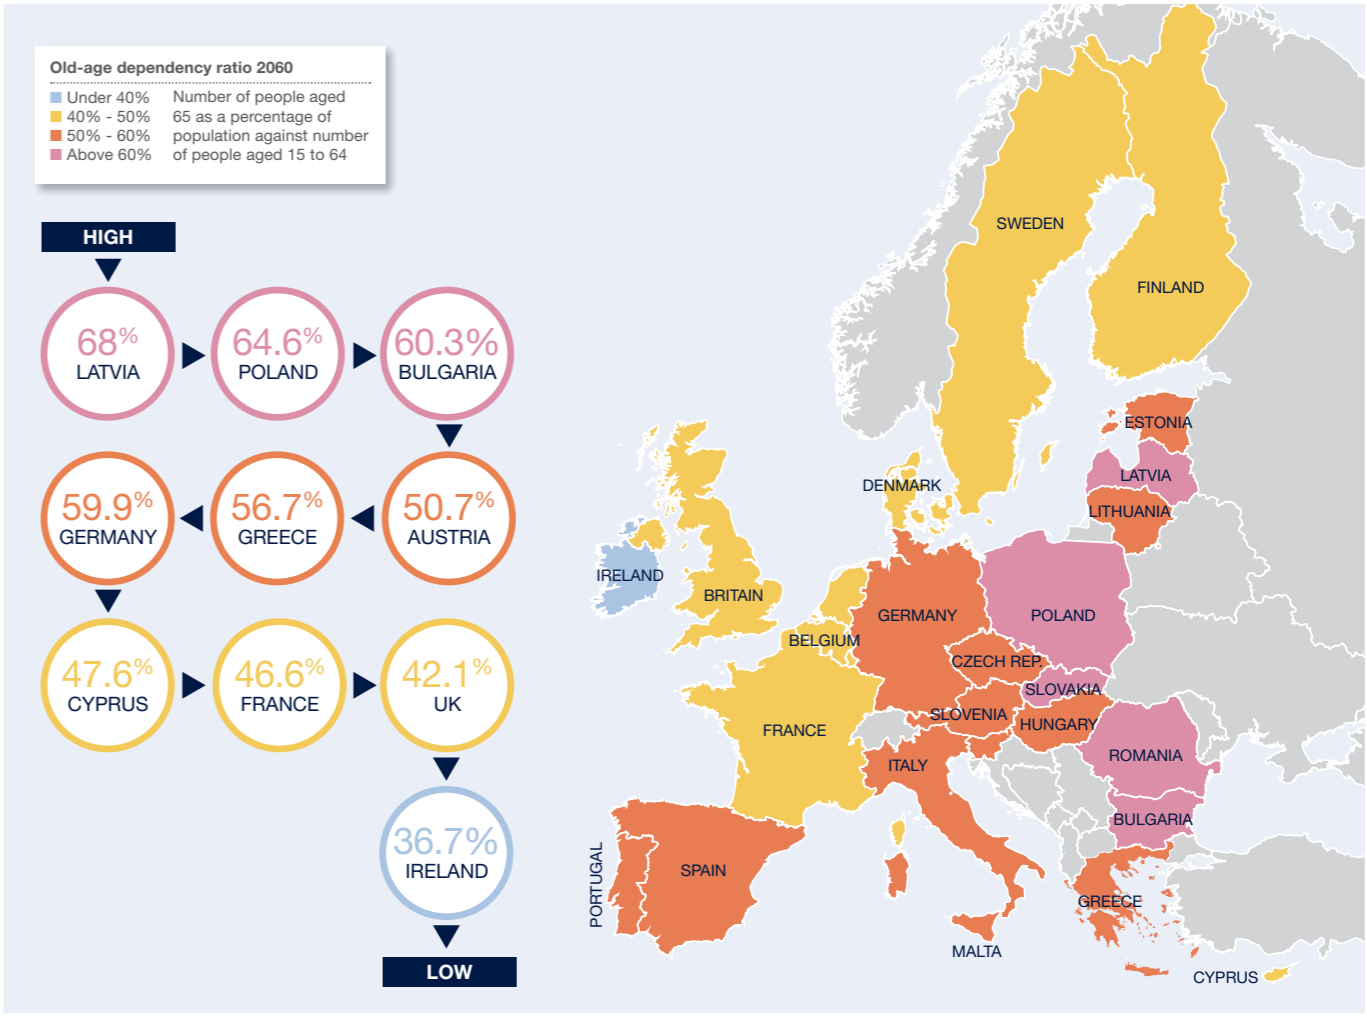 Old-age dependency ratio 2060
Under 40%
40% - 50%
50% - 60%
Above 60%
Number of people aged
65 as a percentage of
population against number
of people aged 15 to 64
HIGH
68%
LATVIA
64.6%
POLAND
60.3%
BULGARIA
59.9%
GERMANY
56.7%
GREECE
50.7%
AUSTRIA
47.6%
CYPRUS
46.6%
FRANCE
42.1%
UK
36.7%
IRELAND
LOW
SWEDEN
FINLAND
ESTONIA
LATVIA
LITHUANIA
DENMARK
IRELAND
BRITAIN
BELGIUM
GERMANY
POLAND
CZECH REP.
SLOVAKIA
SLOVENIA
HUNGARY
FRANCE
ITALY
ROMANIA
BULGARIA
PORTUGAL
SPAIN
GREECE
MALTA
CYPRUS